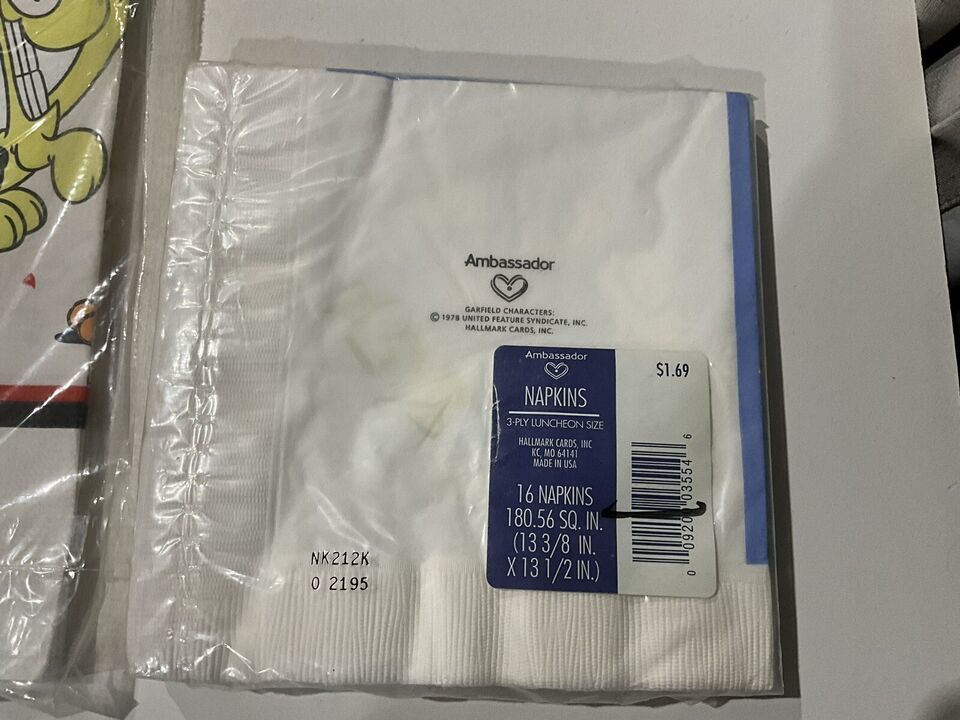 Ambassador
GARFIELD CHARACTERS:
© 1978 UNITED FEATURE SYNDICATE, INC.
HALLMARK CARDS, INC.
Ambassador
NAPKINS
3-PLY LUNCHEON SIZE
HALLMARK CARDS, INC
KC, MO 64141
MADE IN USA
16 NAPKINS
180.56 SQ. IN.
(13 3/8 IN.
X 13 1/2 IN.)
$1.69
6
03554
0
NK212K
0 2195